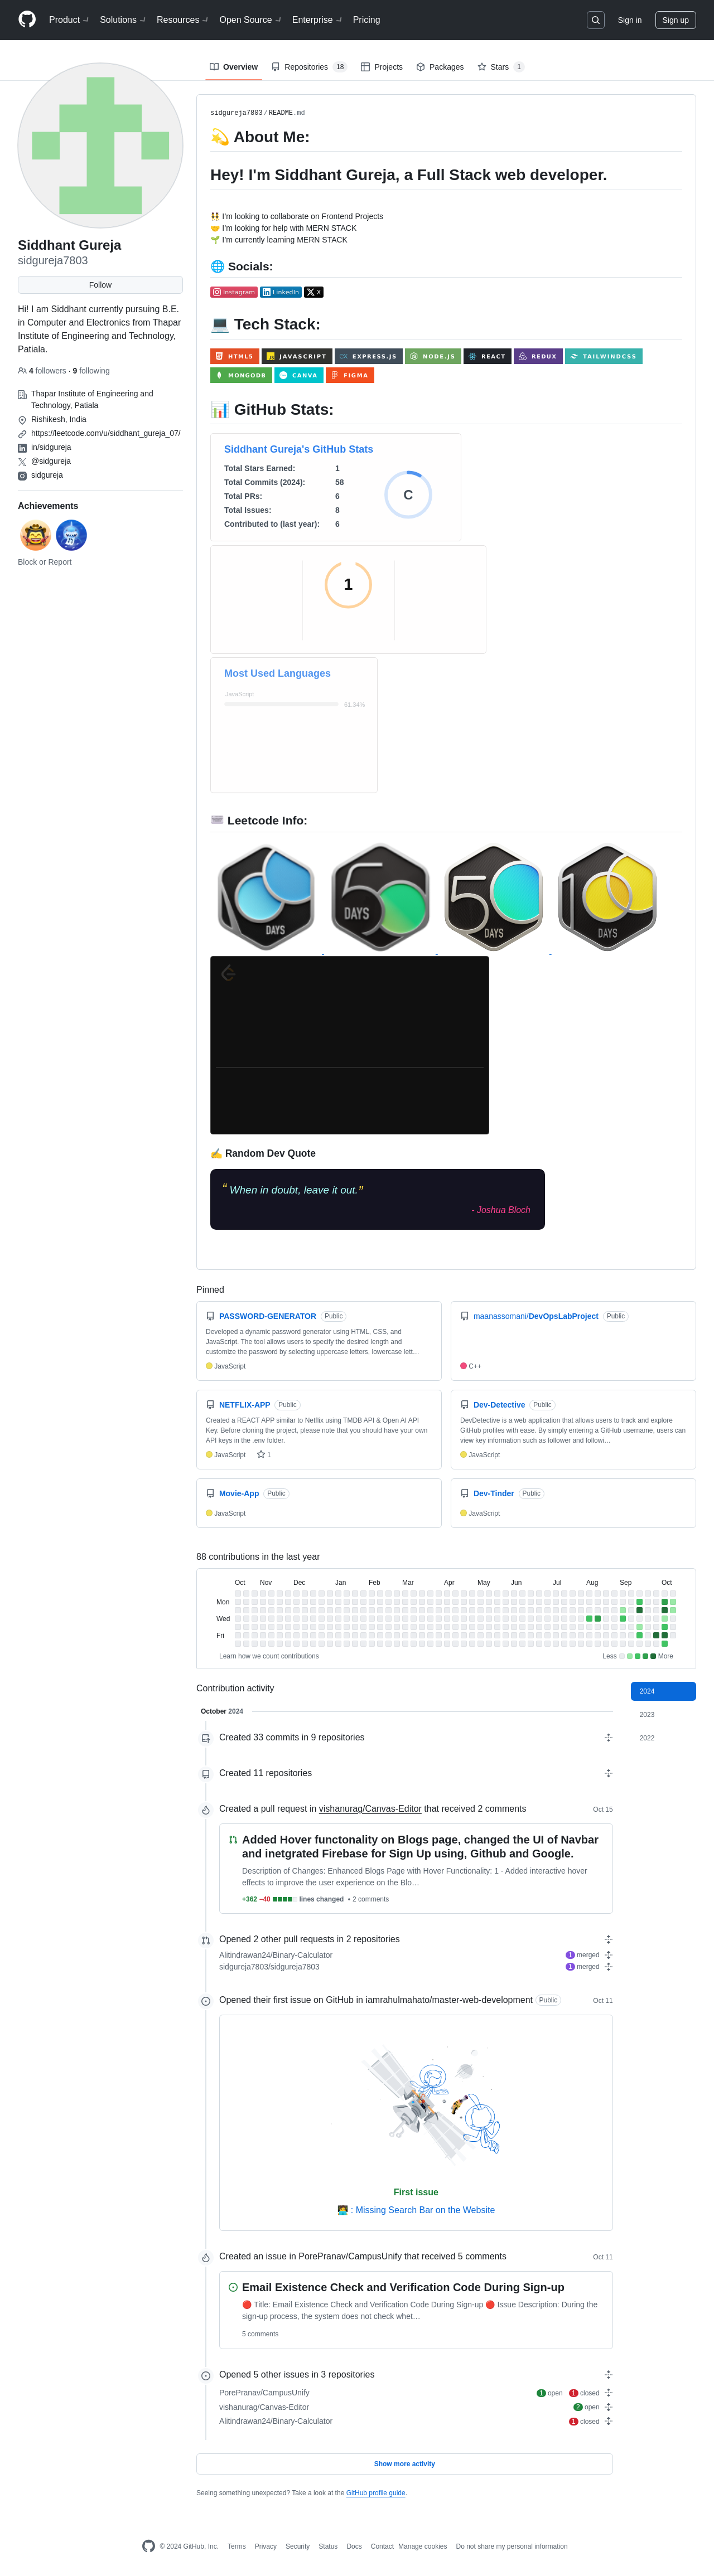 Product
Solutions
Resources
Open Source
Enterprise
Pricing
Sign in
Sign up
Overview
Repositories 18
Projects
Packages
Stars 1
Siddhant Gureja
sidgureja7803
Follow
Hi! I am Siddhant currently pursuing B.E.
in Computer and Electronics from Thapar
Institute of Engineering and Technology,
Patiala.
4 followers · 9 following
Thapar Institute of Engineering and
Technology, Patiala
Rishikesh, India
https://leetcode.com/u/siddhant_gureja_07/
in/sidgureja
@sidgureja
sidgureja
Achievements
Block or Report
sidgureja7803/README.md
💫 About Me:
Hey! I'm Siddhant Gureja, a Full Stack web developer.
👯 I'm looking to collaborate on Frontend Projects
🤝 I'm looking for help with MERN STACK
🌱 I'm currently learning MERN STACK
🌐 Socials:
Instagram LinkedIn X
💻 Tech Stack:
HTML5 JAVASCRIPT EXPRESS.JS NODE.JS REACT REDUX TAILWINDCSS
MONGODB CANVA FIGMA
📊 GitHub Stats:
Siddhant Gureja's GitHub Stats
Total Stars Earned: 1
Total Commits (2024): 58
Total PRs: 6
Total Issues: 8
Contributed to (last year): 6
C
1
Most Used Languages
JavaScript
61.34%
Leetcode Info:
DAYS
50 DAYS
50 DAYS
100 DAYS
✍️ Random Dev Quote
“When in doubt, leave it out.”
- Joshua Bloch
Pinned
PASSWORD-GENERATOR Public
Developed a dynamic password generator using HTML, CSS, and
JavaScript. The tool allows users to specify the desired length and
customize the password by selecting uppercase letters, lowercase lett…
JavaScript
maanassomani/DevOpsLabProject Public
C++
NETFLIX-APP Public
Created a REACT APP similar to Netflix using TMDB API & Open AI API
Key. Before cloning the project, please note that you should have your own
API keys in the .env folder.
JavaScript 1
Dev-Detective Public
DevDetective is a web application that allows users to track and explore
GitHub profiles with ease. By simply entering a GitHub username, users can
view key information such as follower and followi…
JavaScript
Movie-App Public
JavaScript
Dev-Tinder Public
JavaScript
88 contributions in the last year
Oct Nov Dec Jan Feb Mar Apr May Jun Jul Aug Sep Oct
Mon
Wed
Fri
Learn how we count contributions
Less More
Contribution activity
2024
2023
2022
October 2024
Created 33 commits in 9 repositories
Created 11 repositories
Created a pull request in vishanurag/Canvas-Editor that received 2 comments Oct 15
Added Hover functonality on Blogs page, changed the UI of Navbar
and inetgrated Firebase for Sign Up using, Github and Google.
Description of Changes: Enhanced Blogs Page with Hover Functionality: 1 - Added interactive hover
effects to improve the user experience on the Blo…
+362 −40 lines changed • 2 comments
Opened 2 other pull requests in 2 repositories
Alitindrawan24/Binary-Calculator 1 merged
sidgureja7803/sidgureja7803 1 merged
Opened their first issue on GitHub in iamrahulmahato/master-web-development Public Oct 11
First issue
🧑‍💻 : Missing Search Bar on the Website
Created an issue in PorePranav/CampusUnify that received 5 comments Oct 11
Email Existence Check and Verification Code During Sign-up
🔴 Title: Email Existence Check and Verification Code During Sign-up 🔴 Issue Description: During the
sign-up process, the system does not check whet…
5 comments
Opened 5 other issues in 3 repositories
PorePranav/CampusUnify 1 open 1 closed
vishanurag/Canvas-Editor 2 open
Alitindrawan24/Binary-Calculator 1 closed
Show more activity
Seeing something unexpected? Take a look at the GitHub profile guide.
© 2024 GitHub, Inc. Terms Privacy Security Status Docs Contact Manage cookies Do not share my personal information